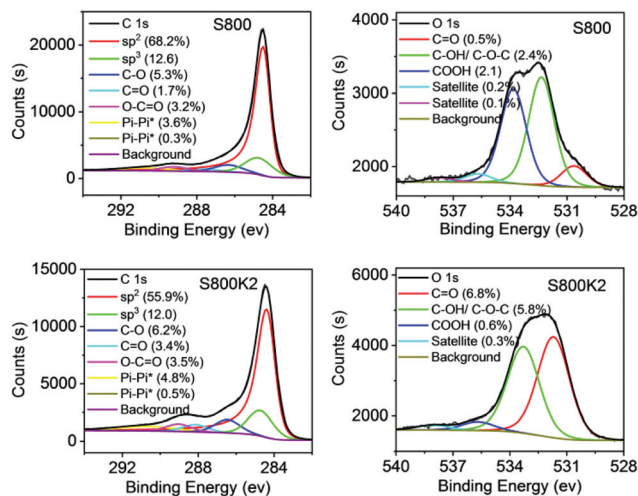 S800
C 1s
sp² (68.2%)
sp³ (12.6)
C-O (5.3%)
C=O (1.7%)
O-C=O (3.2%)
Pi-Pi* (3.6%)
Pi-Pi* (0.3%)
Background
20000
10000
0
Counts (s)
292 288 284
Binding Energy (ev)
S800
O 1s
C=O (0.5%)
C-OH/ C-O-C (2.4%)
COOH (2.1)
Satellite (0.2%)
Satellite (0.1%)
Background
4000
3000
2000
Counts (s)
540 537 534 531 528
Binding Energy (ev)
S800K2
C 1s
sp² (55.9%)
sp³ (12.0)
C-O (6.2%)
C=O (3.4%)
O-C=O (3.5%)
Pi-Pi* (4.8%)
Pi-Pi* (0.5%)
Background
15000
10000
5000
0
Counts (s)
292 288 284
Binding Energy (ev)
S800K2
O 1s
C=O (6.8%)
C-OH/ C-O-C (5.8%)
COOH (0.6%)
Satellite (0.3%)
Background
6000
4000
2000
Counts (s)
540 537 534 531 528
Binding Energy (ev)